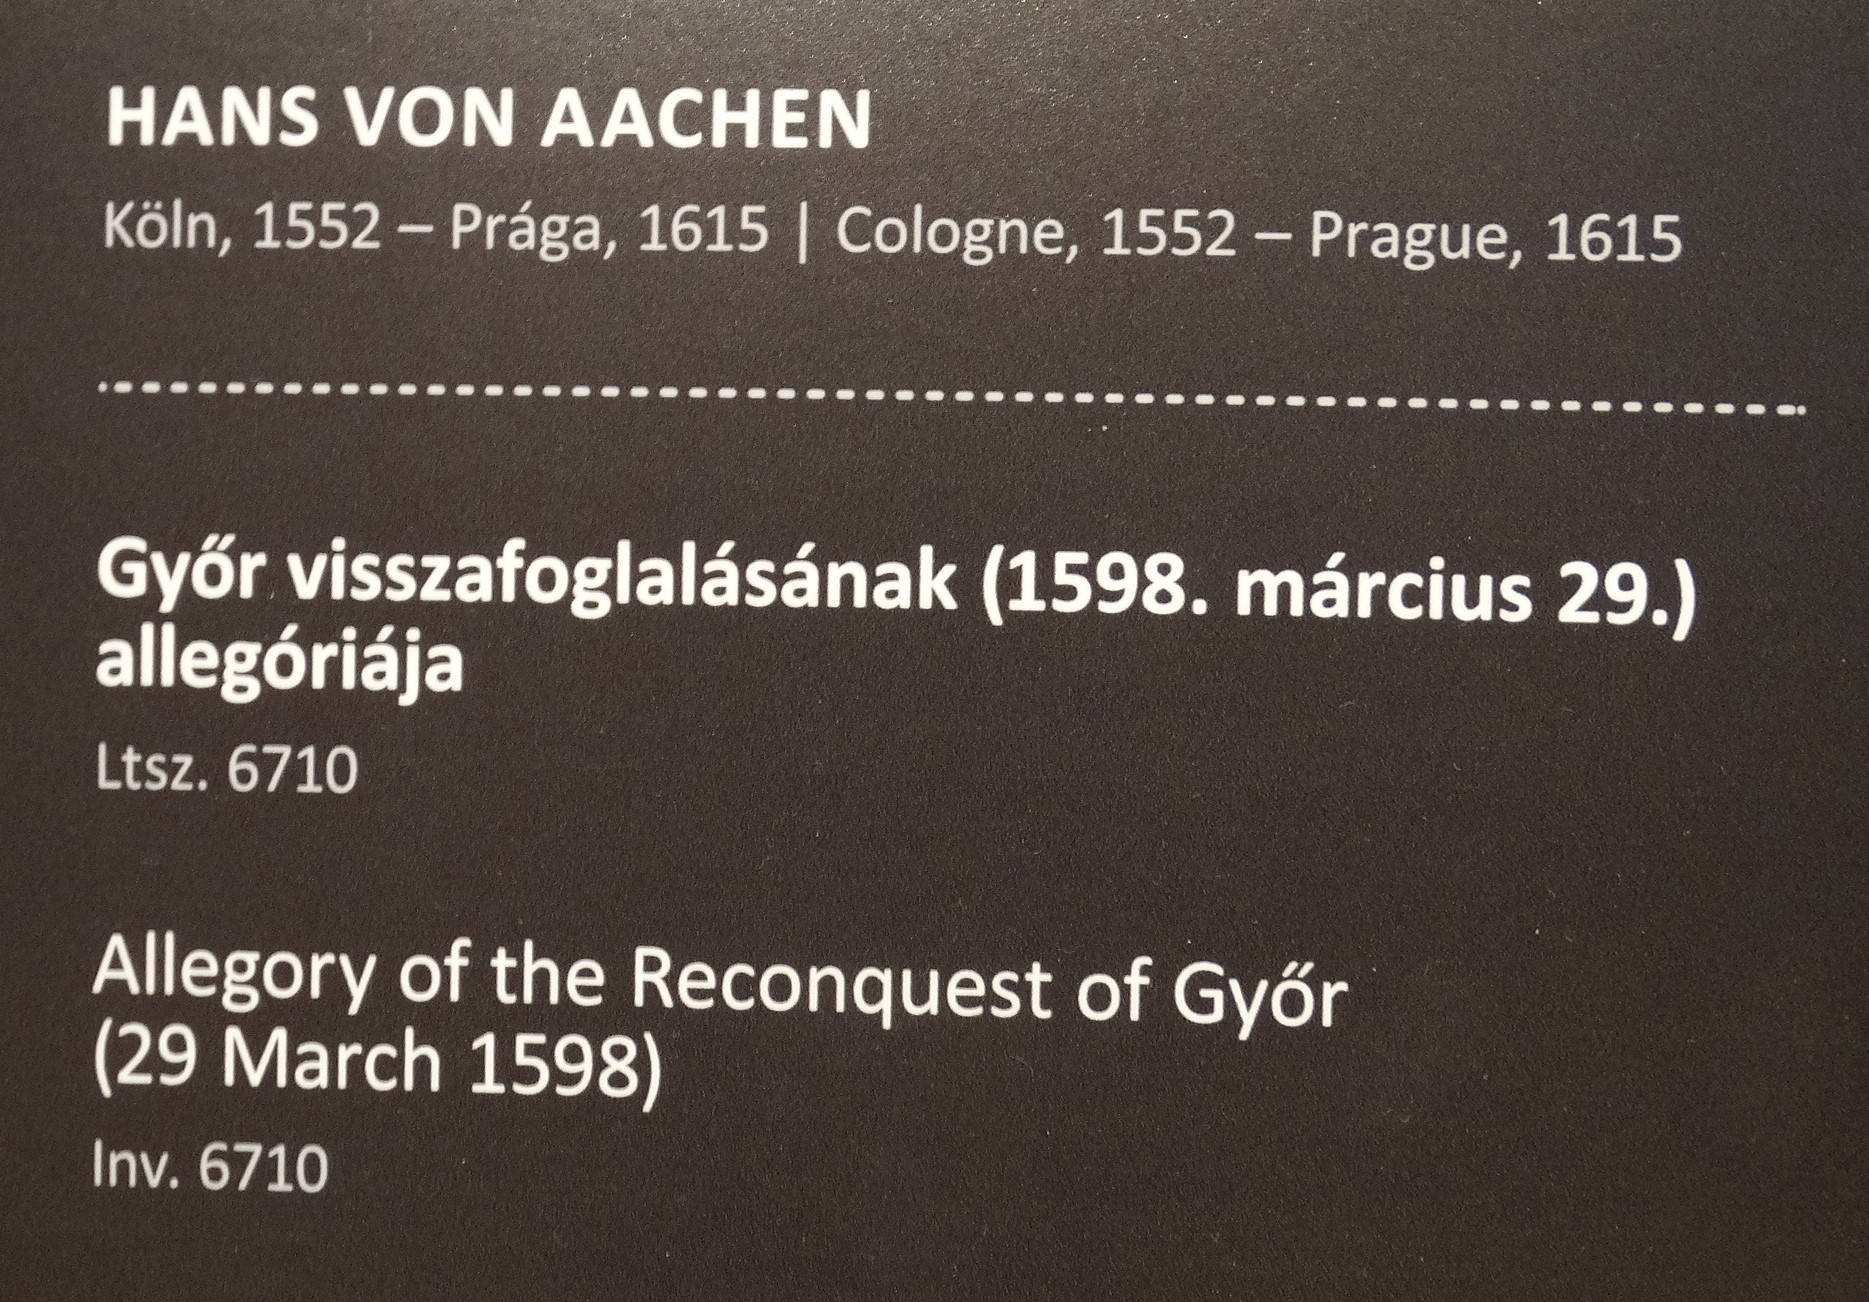 HANS VON AACHEN
Köln, 1552 – Prága, 1615 | Cologne, 1552 – Prague, 1615
Győr visszafoglalásának (1598. március 29.)
allegóriája
Ltsz. 6710
Allegory of the Reconquest of Győr
(29 March 1598)
Inv. 6710